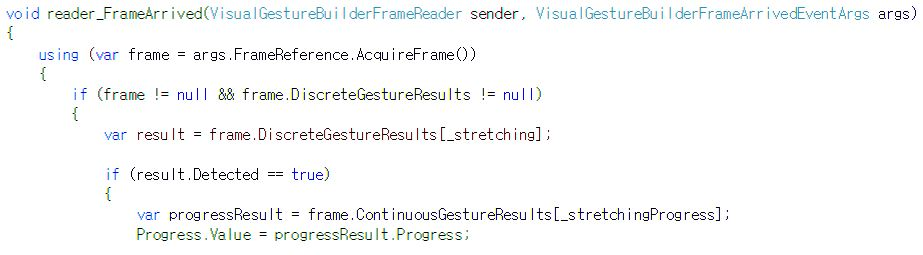 void reader_FrameArrived(VisualGestureBuilderFrameReader sender, VisualGestureBuilderFrameArrivedEventArgs args)
{
    using (var frame = args.FrameReference.AcquireFrame())
    {
        if (frame != null && frame.DiscreteGestureResults != null)
        {
            var result = frame.DiscreteGestureResults[_stretching];

            if (result.Detected == true)
            {
                var progressResult = frame.ContinuousGestureResults[_stretchingProgress];
                Progress.Value = progressResult.Progress;